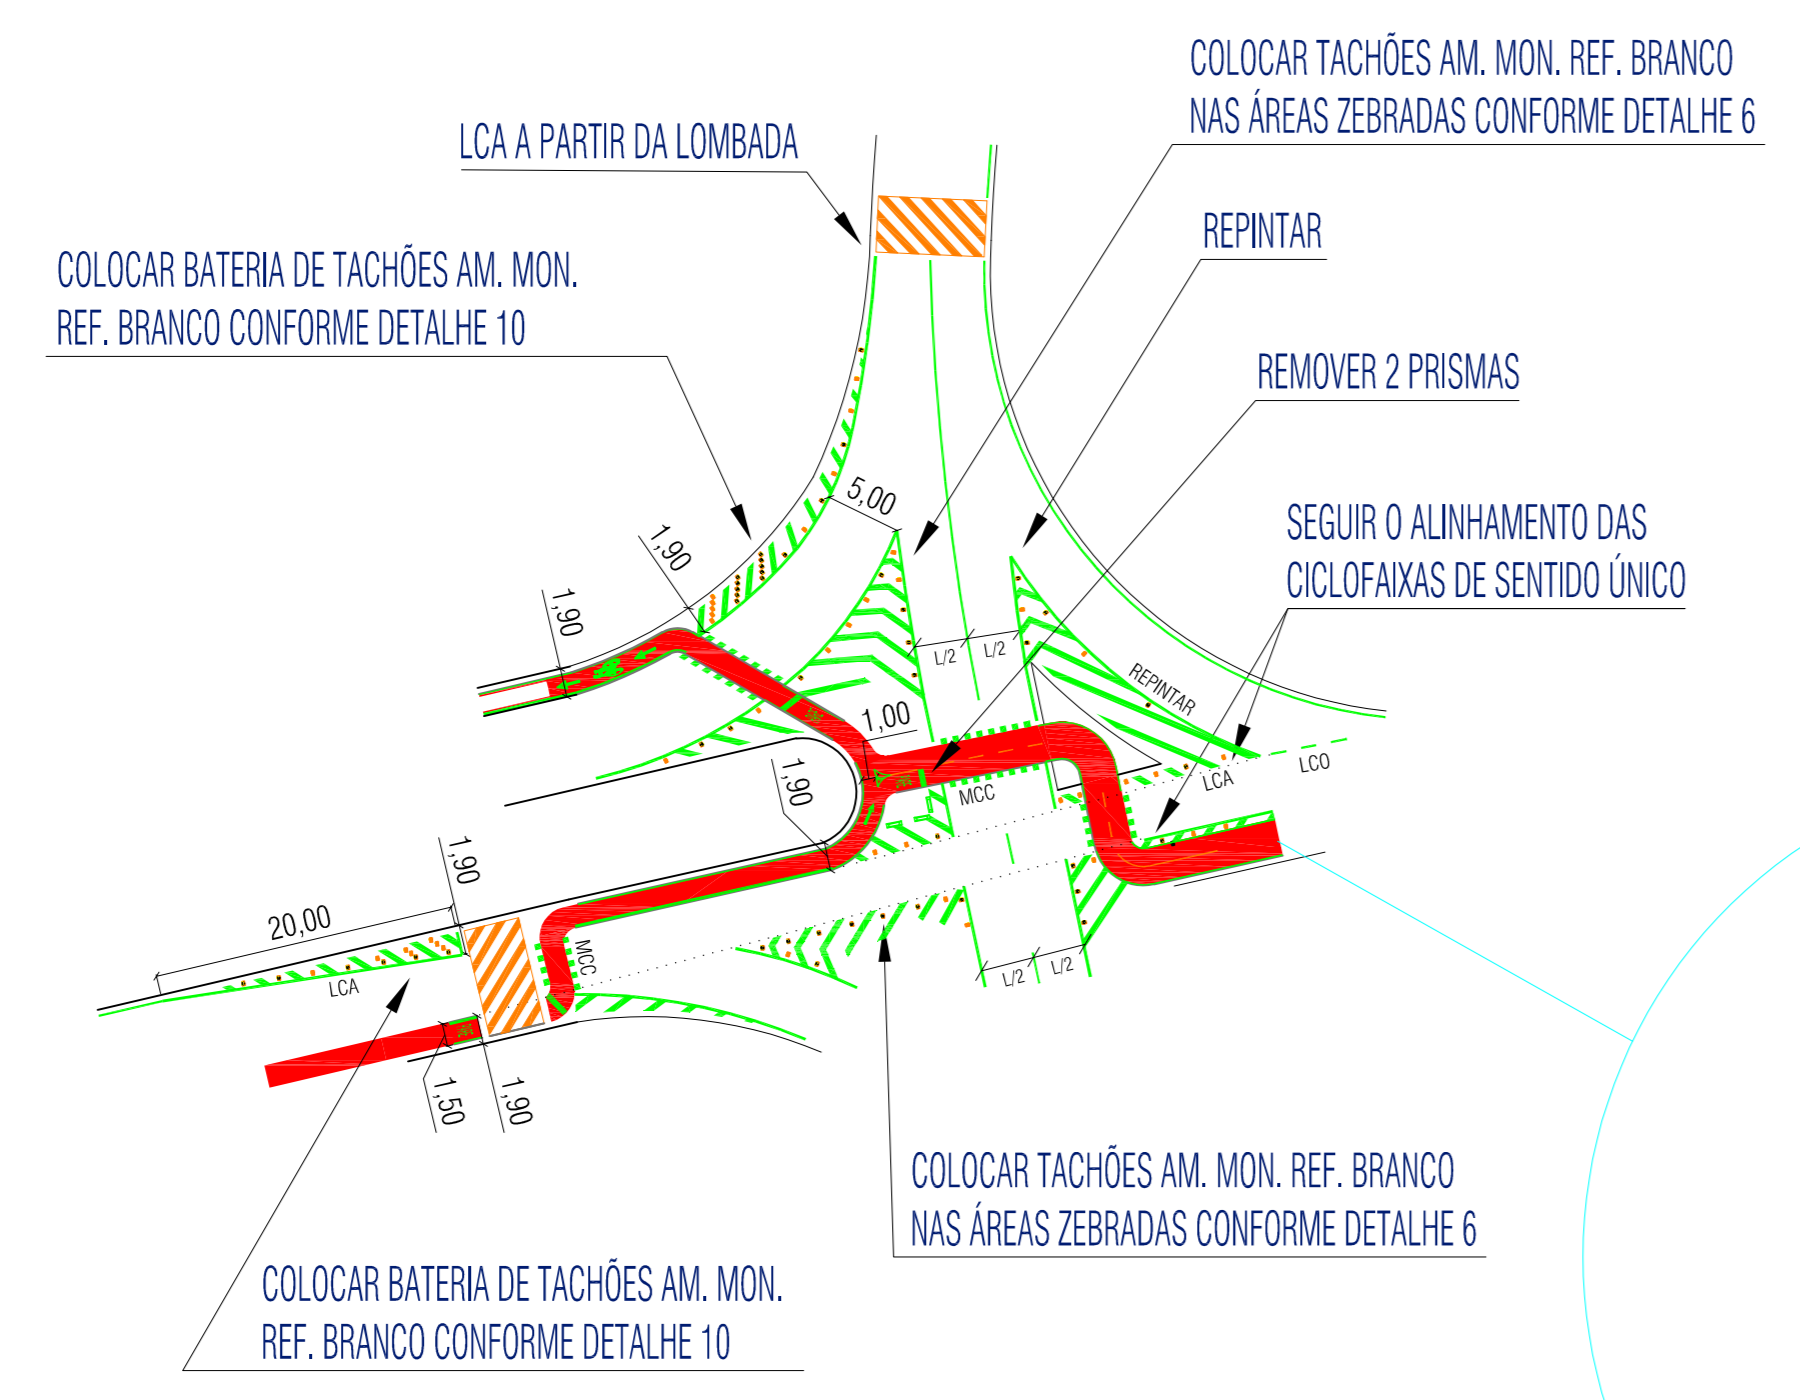 COLOCAR TACHÕES AM. MON. REF. BRANCO
NAS ÁREAS ZEBRADAS CONFORME DETALHE 6
LCA A PARTIR DA LOMBADA
REPINTAR
COLOCAR BATERIA DE TACHÕES AM. MON.
REF. BRANCO CONFORME DETALHE 10
REMOVER 2 PRISMAS
SEGUIR O ALINHAMENTO DAS
CICLOFAIXAS DE SENTIDO ÚNICO
5,00
1,90
1,90
L/2
L/2
REPINTAR
1,00
1,90
MCC
LCA
LCO
1,90
20,00
LCA
MCC
L/2
L/2
1,50
1,90
COLOCAR TACHÕES AM. MON. REF. BRANCO
NAS ÁREAS ZEBRADAS CONFORME DETALHE 6
COLOCAR BATERIA DE TACHÕES AM. MON.
REF. BRANCO CONFORME DETALHE 10